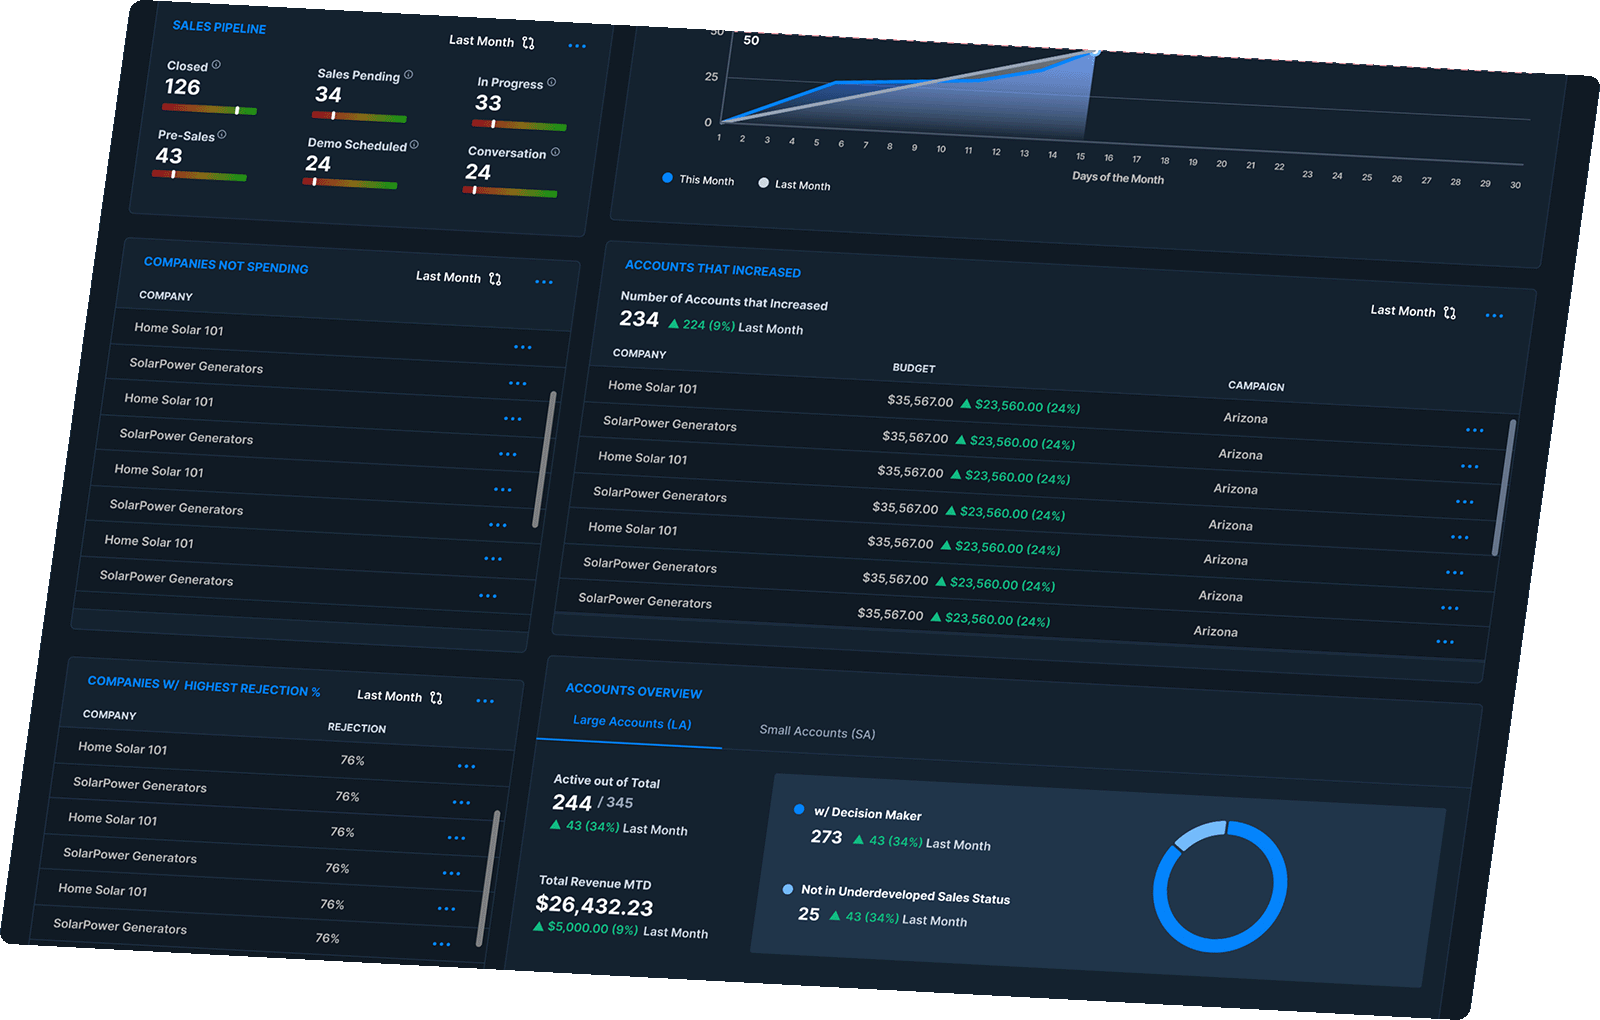 SALES PIPELINE
Last Month
Closed
126
Sales Pending
34
In Progress
33
Pre-Sales
43
Demo Scheduled
24
Conversation
24
50
50
25
0
1 2 3 4 5 6 7 8 9 10 11 12 13 14 15 16 17 18 19 20 21 22 23 24 25 26 27 28 29 30
Days of the Month
This Month
Last Month
COMPANIES NOT SPENDING
Last Month
COMPANY
Home Solar 101
SolarPower Generators
Home Solar 101
SolarPower Generators
Home Solar 101
SolarPower Generators
Home Solar 101
SolarPower Generators
ACCOUNTS THAT INCREASED
Last Month
Number of Accounts that Increased
234 ▲ 224 (9%) Last Month
COMPANY BUDGET CAMPAIGN
Home Solar 101 $35,567.00 ▲ $23,560.00 (24%) Arizona
SolarPower Generators $35,567.00 ▲ $23,560.00 (24%) Arizona
Home Solar 101 $35,567.00 ▲ $23,560.00 (24%) Arizona
SolarPower Generators $35,567.00 ▲ $23,560.00 (24%) Arizona
Home Solar 101 $35,567.00 ▲ $23,560.00 (24%) Arizona
SolarPower Generators $35,567.00 ▲ $23,560.00 (24%) Arizona
SolarPower Generators $35,567.00 ▲ $23,560.00 (24%) Arizona
COMPANIES W/ HIGHEST REJECTION %
Last Month
COMPANY REJECTION
Home Solar 101 76%
SolarPower Generators 76%
Home Solar 101 76%
SolarPower Generators 76%
Home Solar 101 76%
SolarPower Generators 76%
ACCOUNTS OVERVIEW
Large Accounts (LA)
Small Accounts (SA)
Active out of Total
244 / 345
▲ 43 (34%) Last Month
Total Revenue MTD
$26,432.23
▲ $5,000.00 (9%) Last Month
w/ Decision Maker
273 ▲ 43 (34%) Last Month
Not in Underdeveloped Sales Status
25 ▲ 43 (34%) Last Month